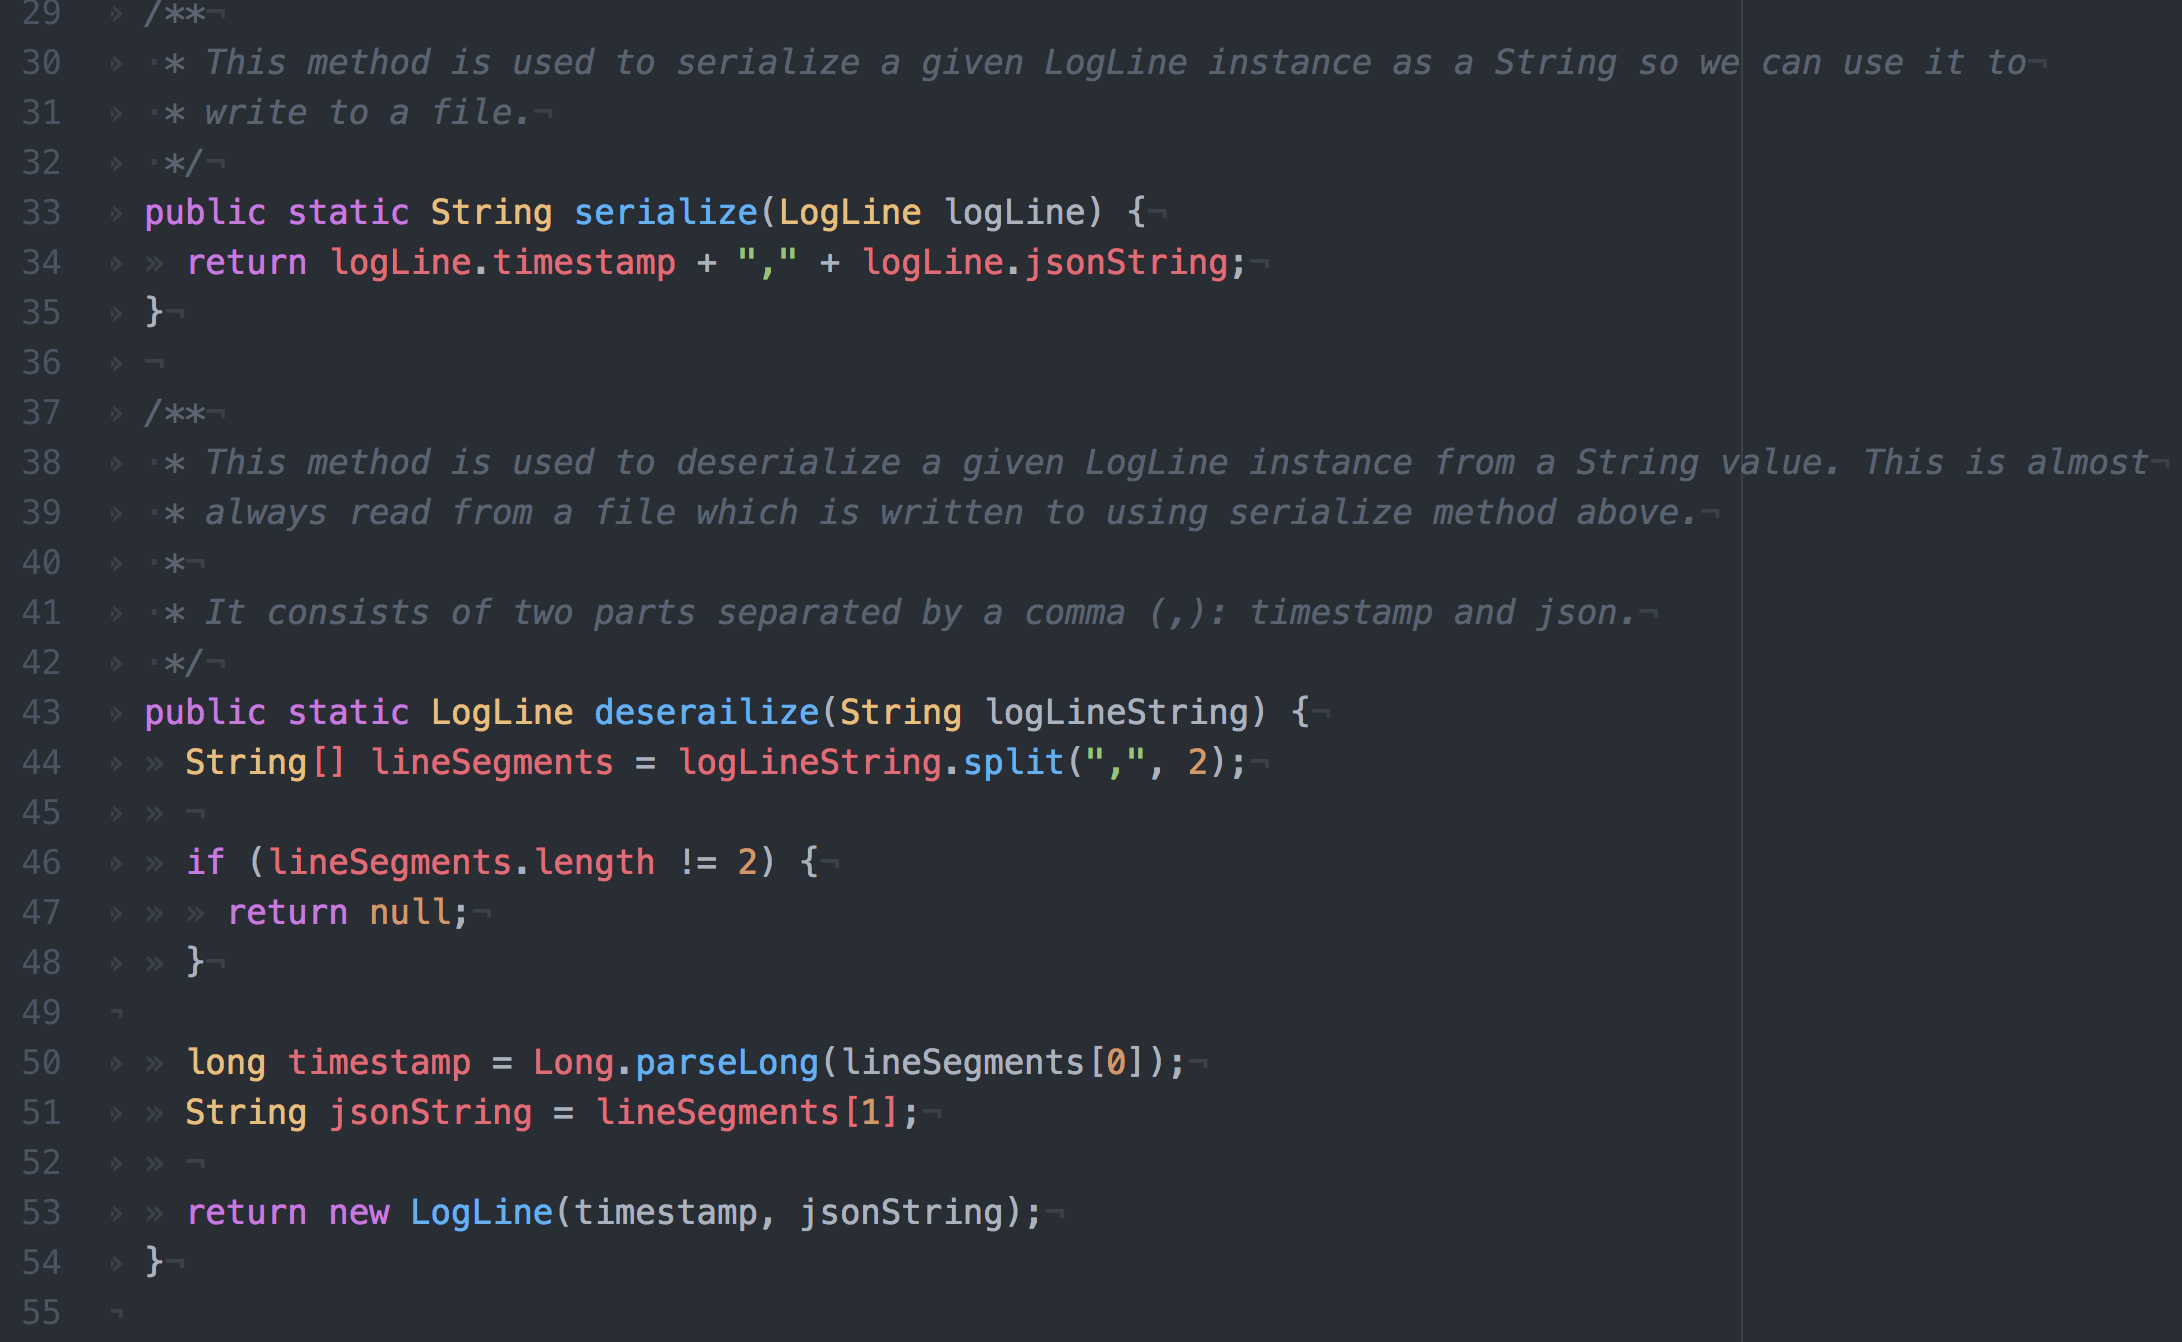 29 /**
30  * This method is used to serialize a given LogLine instance as a String so we can use it to
31  * write to a file.
32  */
33 public static String serialize(LogLine logLine) {
34 return logLine.timestamp + "," + logLine.jsonString;
35 }
36
37 /**
38  * This method is used to deserialize a given LogLine instance from a String value. This is almost
39  * always read from a file which is written to using serialize method above.
40  *
41  * It consists of two parts separated by a comma (,): timestamp and json.
42  */
43 public static LogLine deserailize(String logLineString) {
44 String[] lineSegments = logLineString.split(",", 2);
45
46 if (lineSegments.length != 2) {
47 return null;
48 }
49
50 long timestamp = Long.parseLong(lineSegments[0]);
51 String jsonString = lineSegments[1];
52
53 return new LogLine(timestamp, jsonString);
54 }
55